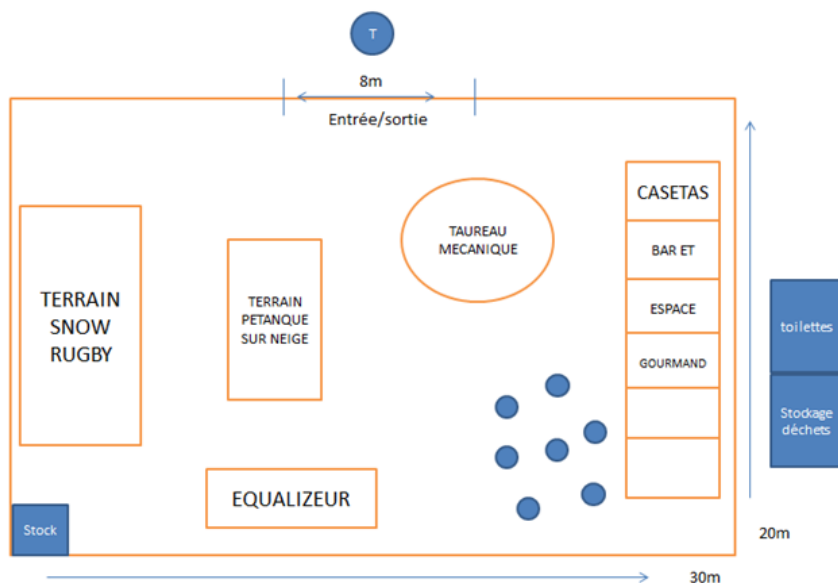 T
8m
Entrée/sortie
CASETAS
TAUREAU
MECANIQUE
BAR ET
TERRAIN
SNOW
RUGBY
TERRAIN
PETANQUE
SUR NEIGE
ESPACE
GOURMAND
toilettes
Stockage
déchets
EQUALIZEUR
Stock
20m
30m